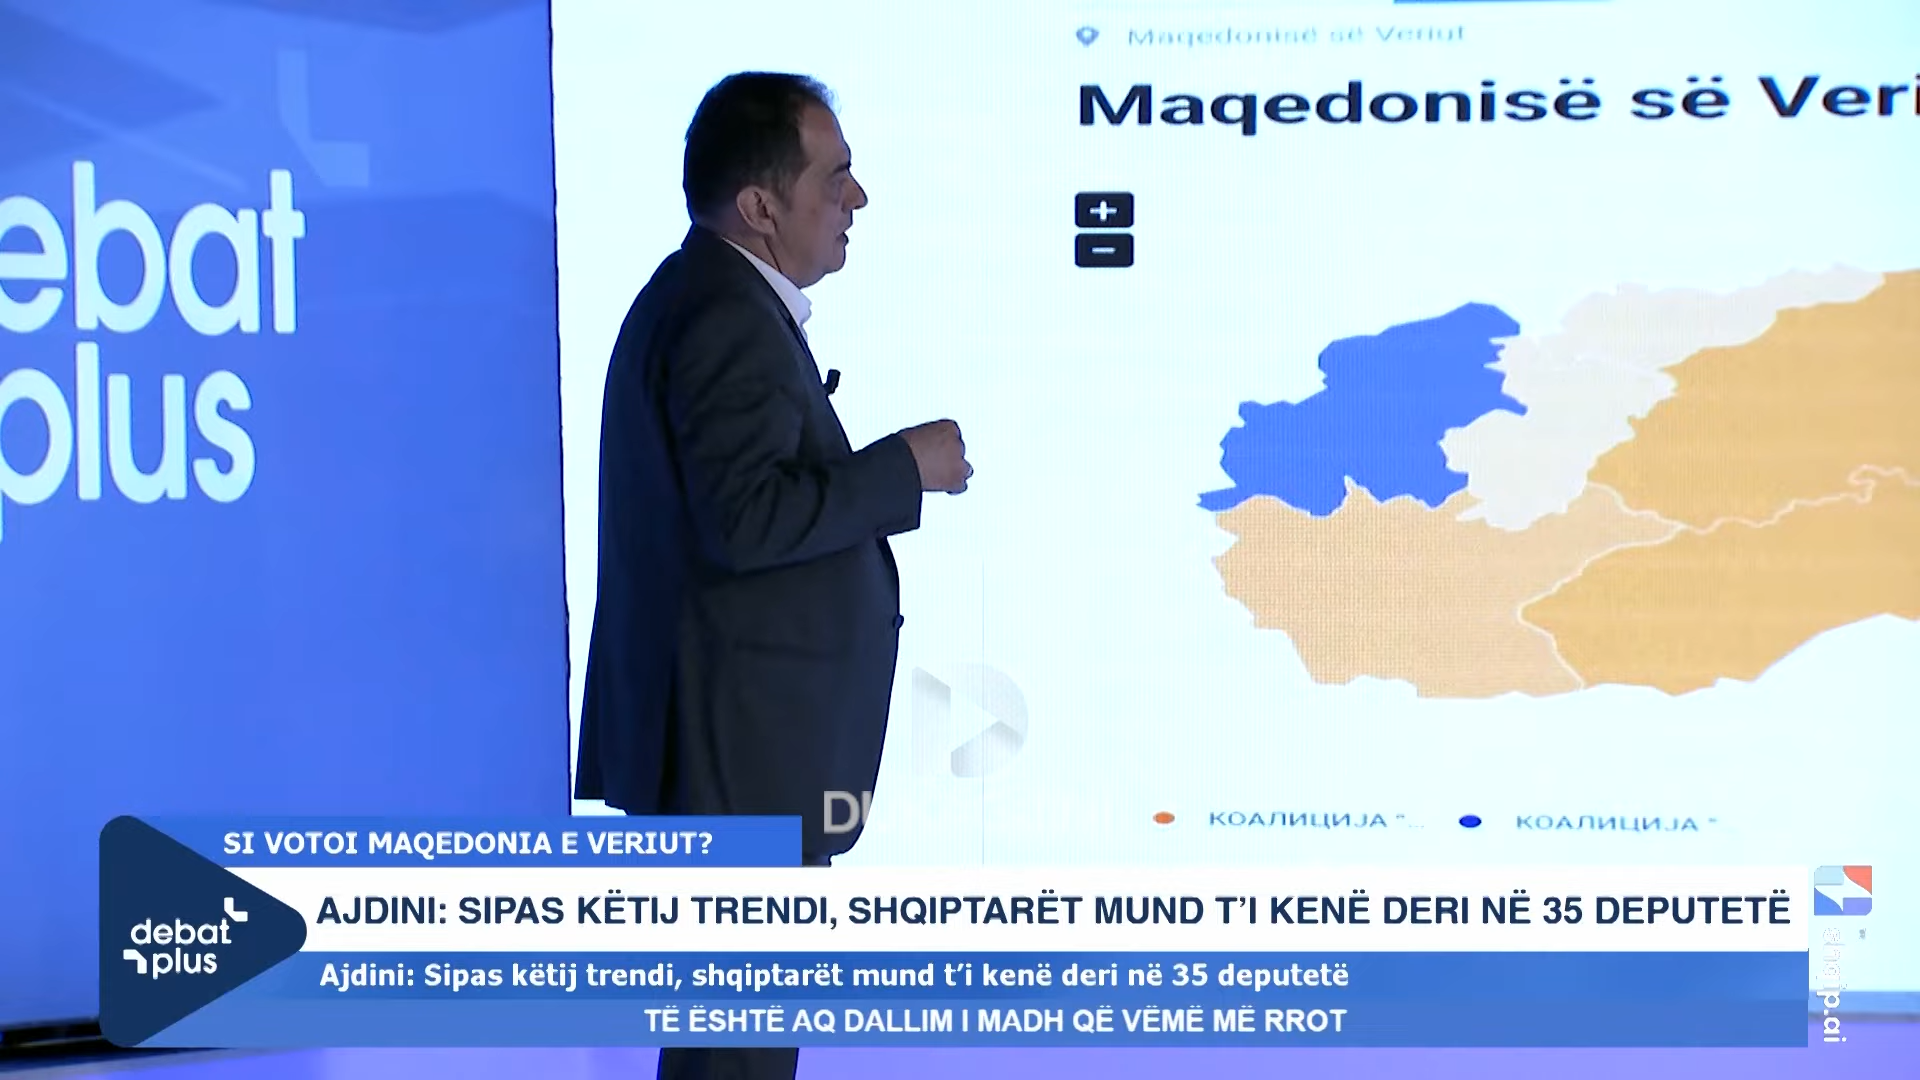 Maqedonisë së Veriut
Maqedonisë së Veri
+
−
ebat
plus
КОАЛИЦИЈА "...
КОАЛИЦИЈА "
SI VOTOI MAQEDONIA E VERIUT?
AJDINI: SIPAS KËTIJ TRENDI, SHQIPTARËT MUND T'I KENË DERI NË 35 DEPUTETË
Ajdini: Sipas këtij trendi, shqiptarët mund t'i kenë deri në 35 deputetë
TË ËSHTË AQ DALLIM I MADH QË VËMË MË RROT
debat
plus